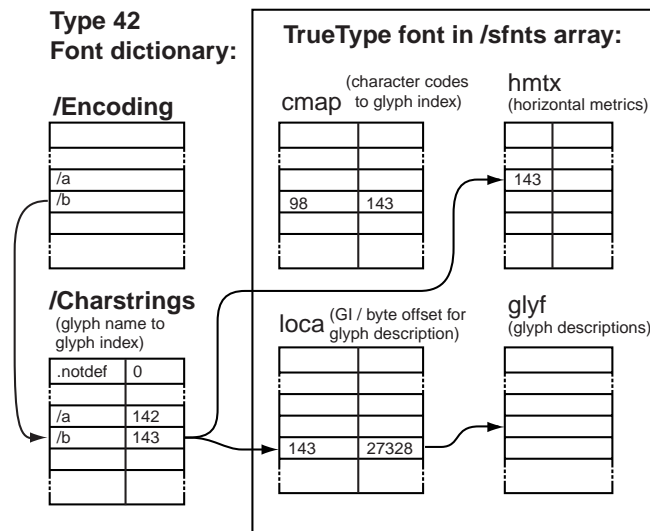 Type 42
Font dictionary:
TrueType font in /sfnts array:
/Encoding
/a
/b
cmap
(character codes
to glyph index)
98 143
hmtx
(horizontal metrics)
143
/Charstrings
(glyph name to
glyph index)
.notdef 0
/a 142
/b 143
loca
(GI / byte offset for
glyph description)
143 27328
glyf
(glyph descriptions)